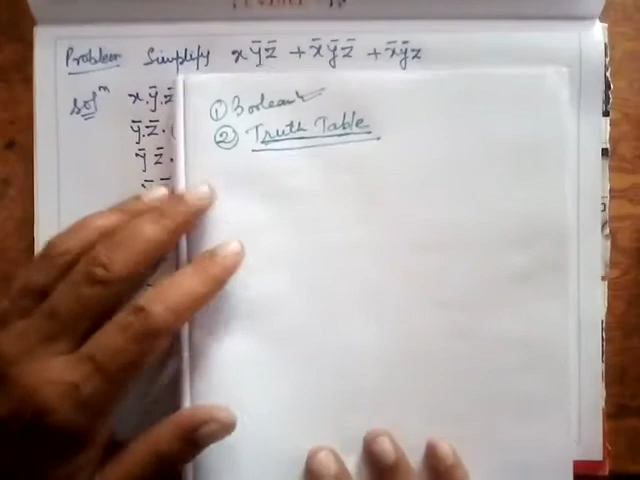 Problem Simplify x ȳ z̄ + x̄ ȳ z̄ + x̄ ȳ z
Solⁿ x.ȳ.z̄
ȳ.z̄.(
ȳ z̄.
① Boolean
② Truth Table